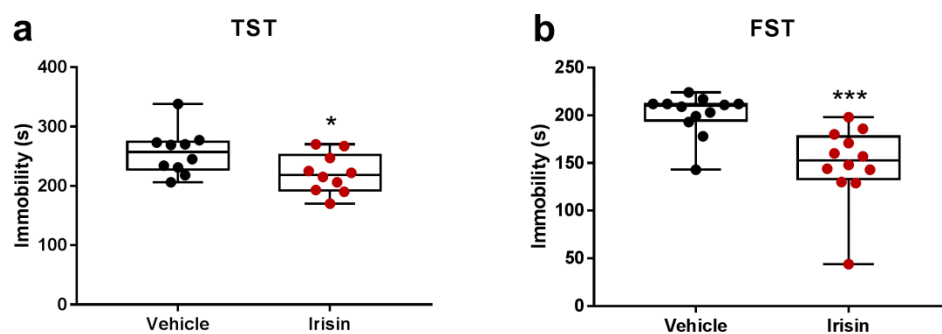 a
TST
Immobility (s)
400
300
200
100
0
*
Vehicle
Irisin
b
FST
Immobility (s)
250
200
150
100
50
0
***
Vehicle
Irisin